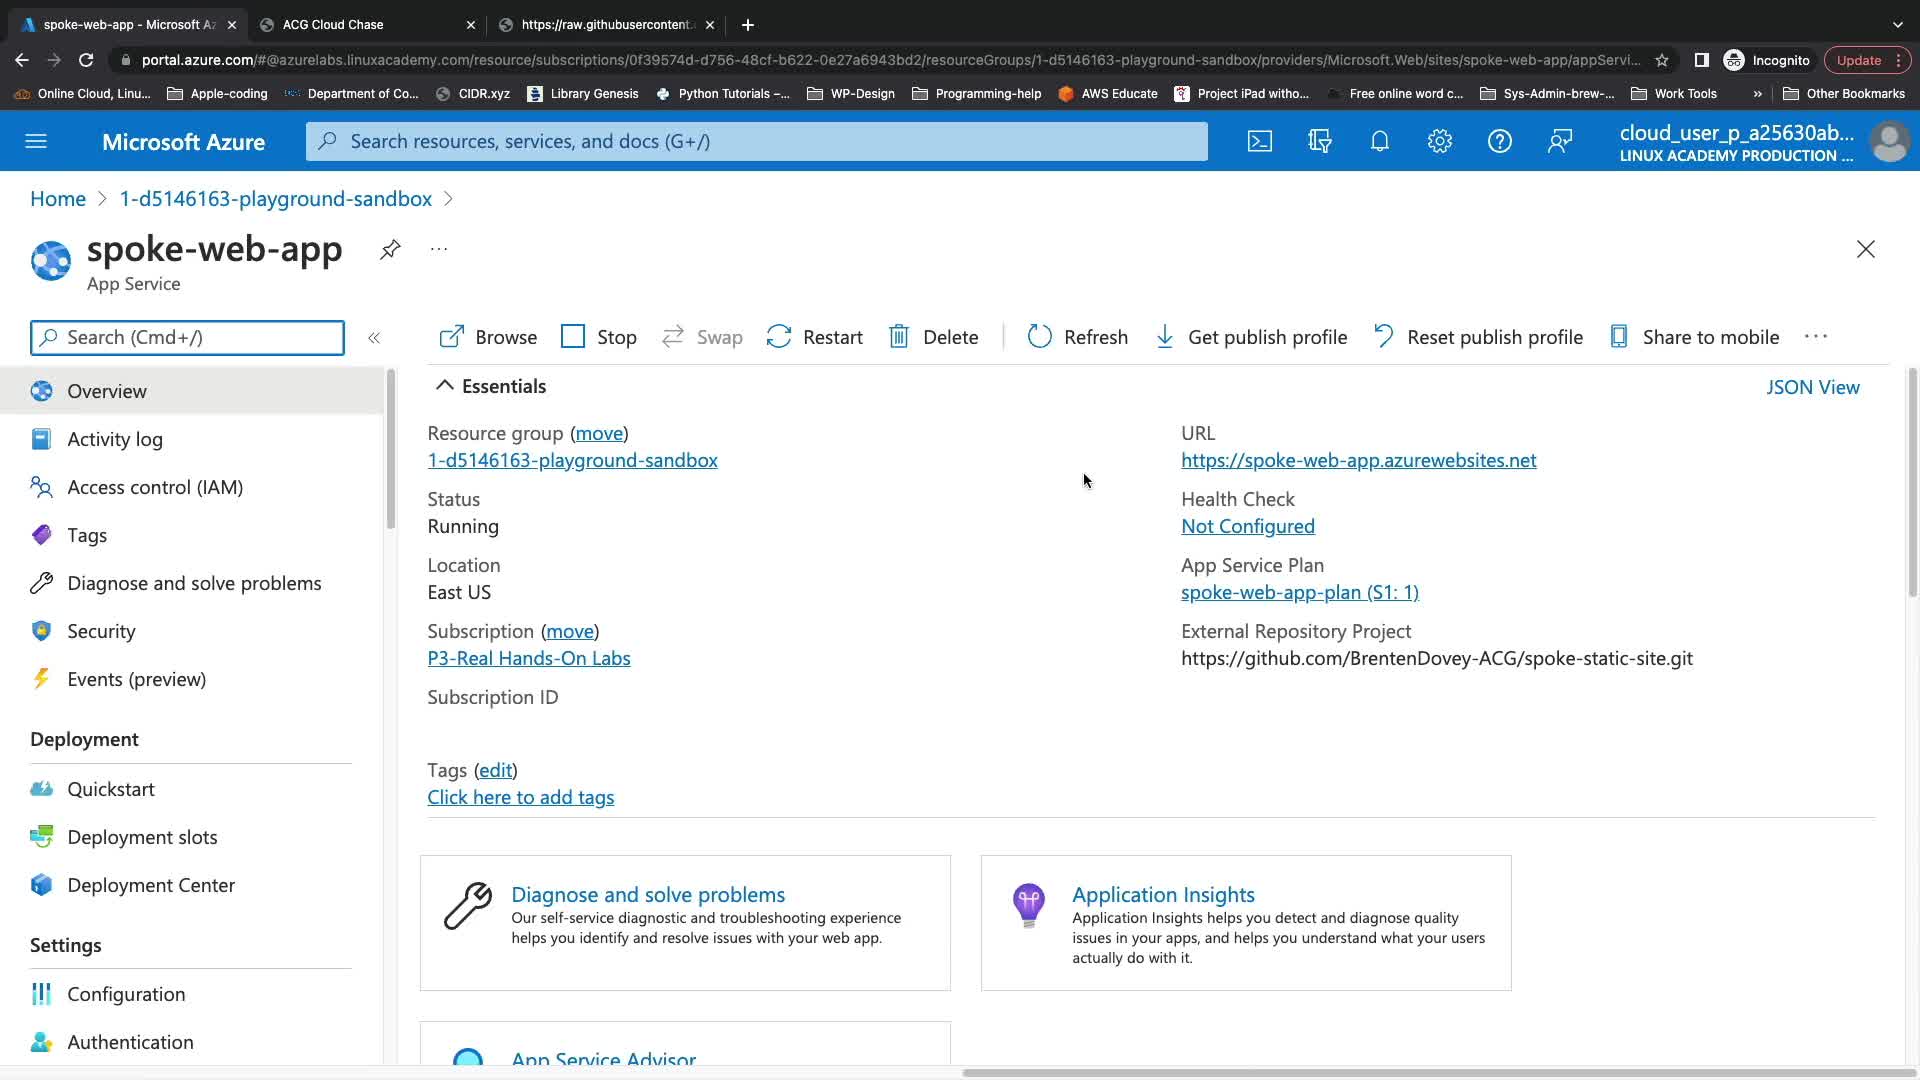 spoke-web-app - Microsoft Az
ACG Cloud Chase
https://raw.githubusercontent.
portal.azure.com/#@azurelabs.linuxacademy.com/resource/subscriptions/0f39574d-d756-48cf-b622-0e27a6943bd2/resourceGroups/1-d5146163-playground-sandbox/providers/Microsoft.Web/sites/spoke-web-app/appServi...
Incognito
Update
Online Cloud, Linu...
Apple-coding
Department of Co...
CIDR.xyz
Library Genesis
Python Tutorials –...
WP-Design
Programming-help
AWS Educate
Project iPad witho...
Free online word c...
Sys-Admin-brew-...
Work Tools
»
Other Bookmarks
Microsoft Azure
Search resources, services, and docs (G+/)
cloud_user_p_a25630ab...
LINUX ACADEMY PRODUCTION ...
Home > 1-d5146163-playground-sandbox >
spoke-web-app
...
App Service
Search (Cmd+/)
«
Browse
Stop
Swap
Restart
Delete
Refresh
Get publish profile
Reset publish profile
Share to mobile
...
Overview
Activity log
Access control (IAM)
Tags
Diagnose and solve problems
Security
Events (preview)
Deployment
Quickstart
Deployment slots
Deployment Center
Settings
Configuration
Authentication
Essentials
JSON View
Resource group (move)
1-d5146163-playground-sandbox
Status
Running
Location
East US
Subscription (move)
P3-Real Hands-On Labs
Subscription ID
URL
https://spoke-web-app.azurewebsites.net
Health Check
Not Configured
App Service Plan
spoke-web-app-plan (S1: 1)
External Repository Project
https://github.com/BrentenDovey-ACG/spoke-static-site.git
Tags (edit)
Click here to add tags
Diagnose and solve problems
Our self-service diagnostic and troubleshooting experience
helps you identify and resolve issues with your web app.
Application Insights
Application Insights helps you detect and diagnose quality
issues in your apps, and helps you understand what your users
actually do with it.
App Service Advisor